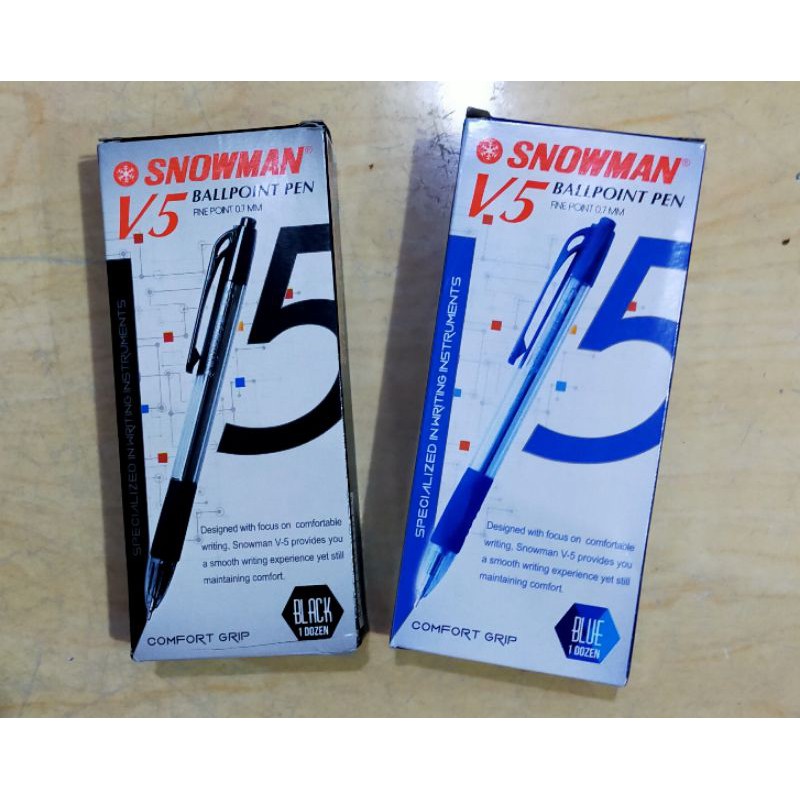 SNOWMAN®
V.5 BALLPOINT PEN
FINE POINT 0.7 MM
5
SPECIALIZED IN WRITING INSTRUMENTS
Designed with focus on comfortable
writing, Snowman V-5 provides you
a smooth writing experience yet still
maintaining comfort.
BLACK
1 DOZEN
COMFORT GRIP
SNOWMAN®
V.5 BALLPOINT PEN
FINE POINT 0.7 MM
5
SPECIALIZED IN WRITING INSTRUMENTS
Designed with focus on comfortable
writing, Snowman V-5 provides you
a smooth writing experience yet still
maintaining comfort.
BLUE
1 DOZEN
COMFORT GRIP